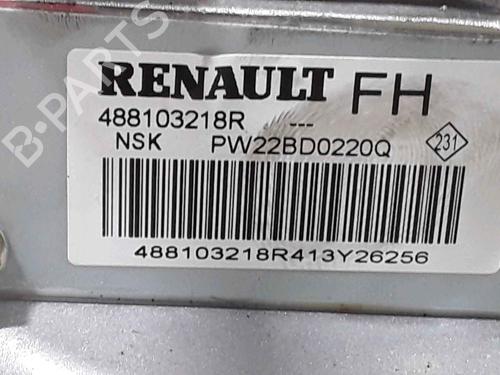 RENAULT FH
488103218R ---
NSK PW22BD0220Q 231
488103218R413Y26256
B-PARTS